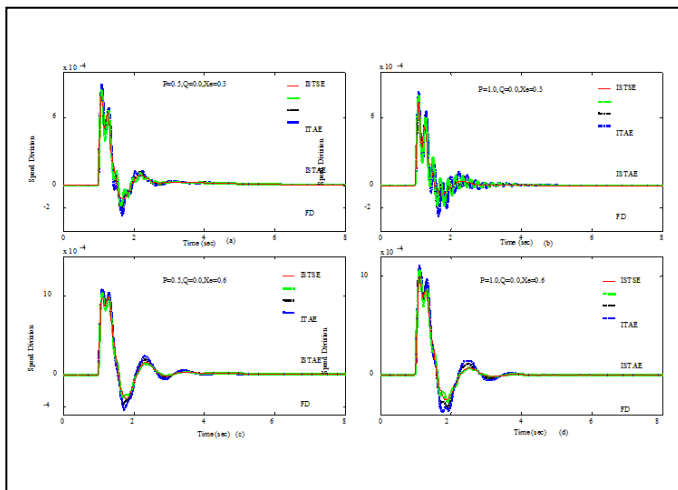 x 10 -4
P=0.5,Q=0.0,Xe=0.3
ISTSE
ITAE
ISTAE
FD
6
0
-2
Speed Division
0 2 4 6 8
Time (sec) (a)
x 10 -4
P=1.0,Q=0.0,Xe=0.3
ISTSE
ITAE
ISTAE
FD
6
0
-2
Speed Division
0 2 4 6 8
Time (sec) (b)
x 10 -4
P=0.5,Q=0.0,Xe=0.6
ISTSE
ITAE
ISTAE
FD
10
0
-4
Speed Division
0 2 4 6 8
Time (sec) (c)
x 10 -4
P=1.0,Q=0.0,Xe=0.6
ISTSE
ITAE
ISTAE
FD
10
0
Speed Division
0 2 4 6 8
Time (sec) (d)